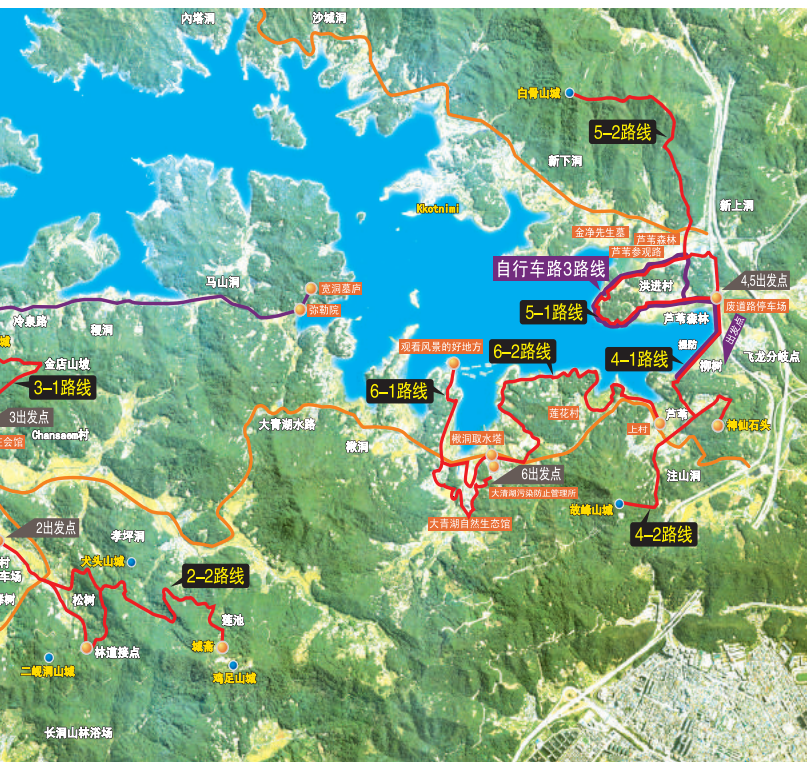 内塔洞
沙城洞
白骨山城
5-2路线
新下洞
Kkotnimi
新上洞
金净先生墓
芦苇森林
芦苇参观路
自行车路3路线
洪进村
4,5出发点
马山洞
宽洞墓庐
弥勒院
5-1路线
芦苇森林
废道路停车场
出发点
冷泉路
稷洞
城
堤防
观看风景的好地方
6-2路线
4-1路线
柳树
飞龙分岐点
金店山坡
3-1路线
6-1路线
3出发点
莲花村
芦苇
大青湖水路
神仙石头
Chansaem村
庄会馆
楸洞
楸洞取水塔
上村
6出发点
注山洞
大清湖污染防止管理所
故峰山城
2出发点
大青湖自然生态馆
4-2路线
孝坪洞
犬头山城
村
车场
2-2路线
松树
树
莲池
城斋
林道接点
二岘洞山城
鸡足山城
长洞山林浴场